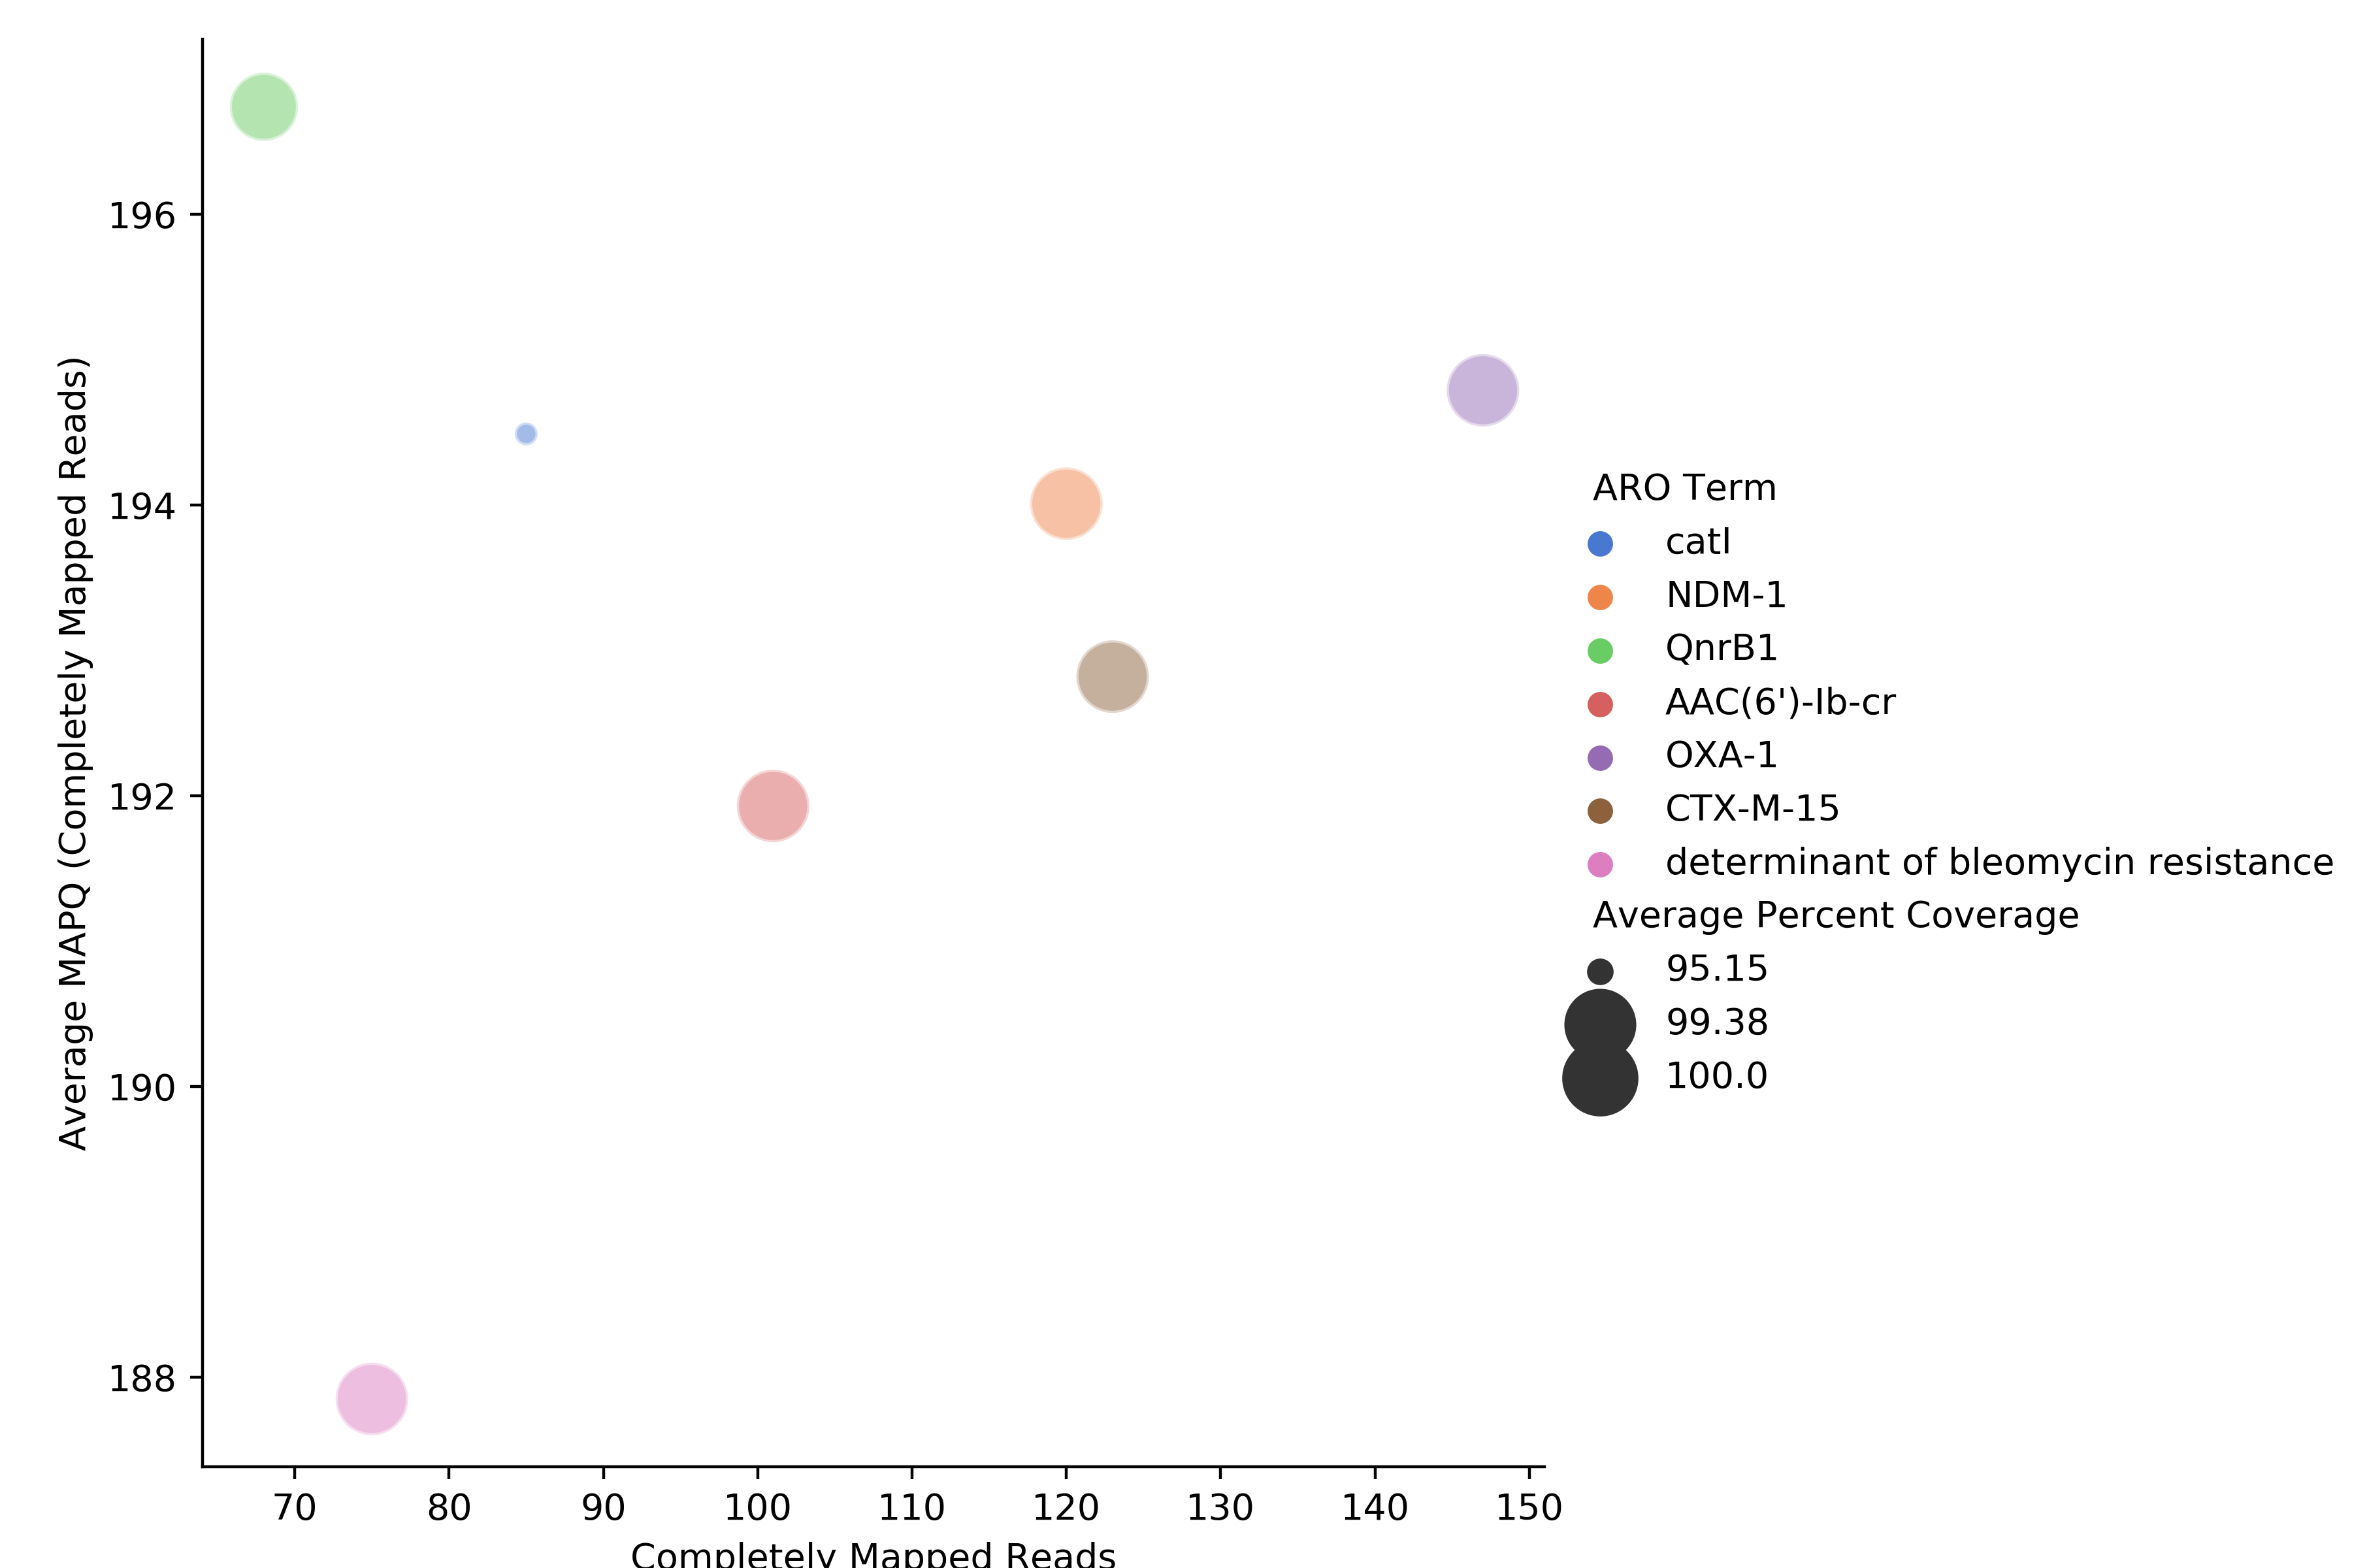 Average MAPQ (Completely Mapped Reads)
196
194
192
190
188
70 80 90 100 110 120 130 140 150
Completely Mapped Reads
ARO Term
catI
NDM-1
QnrB1
AAC(6')-Ib-cr
OXA-1
CTX-M-15
determinant of bleomycin resistance
Average Percent Coverage
95.15
99.38
100.0